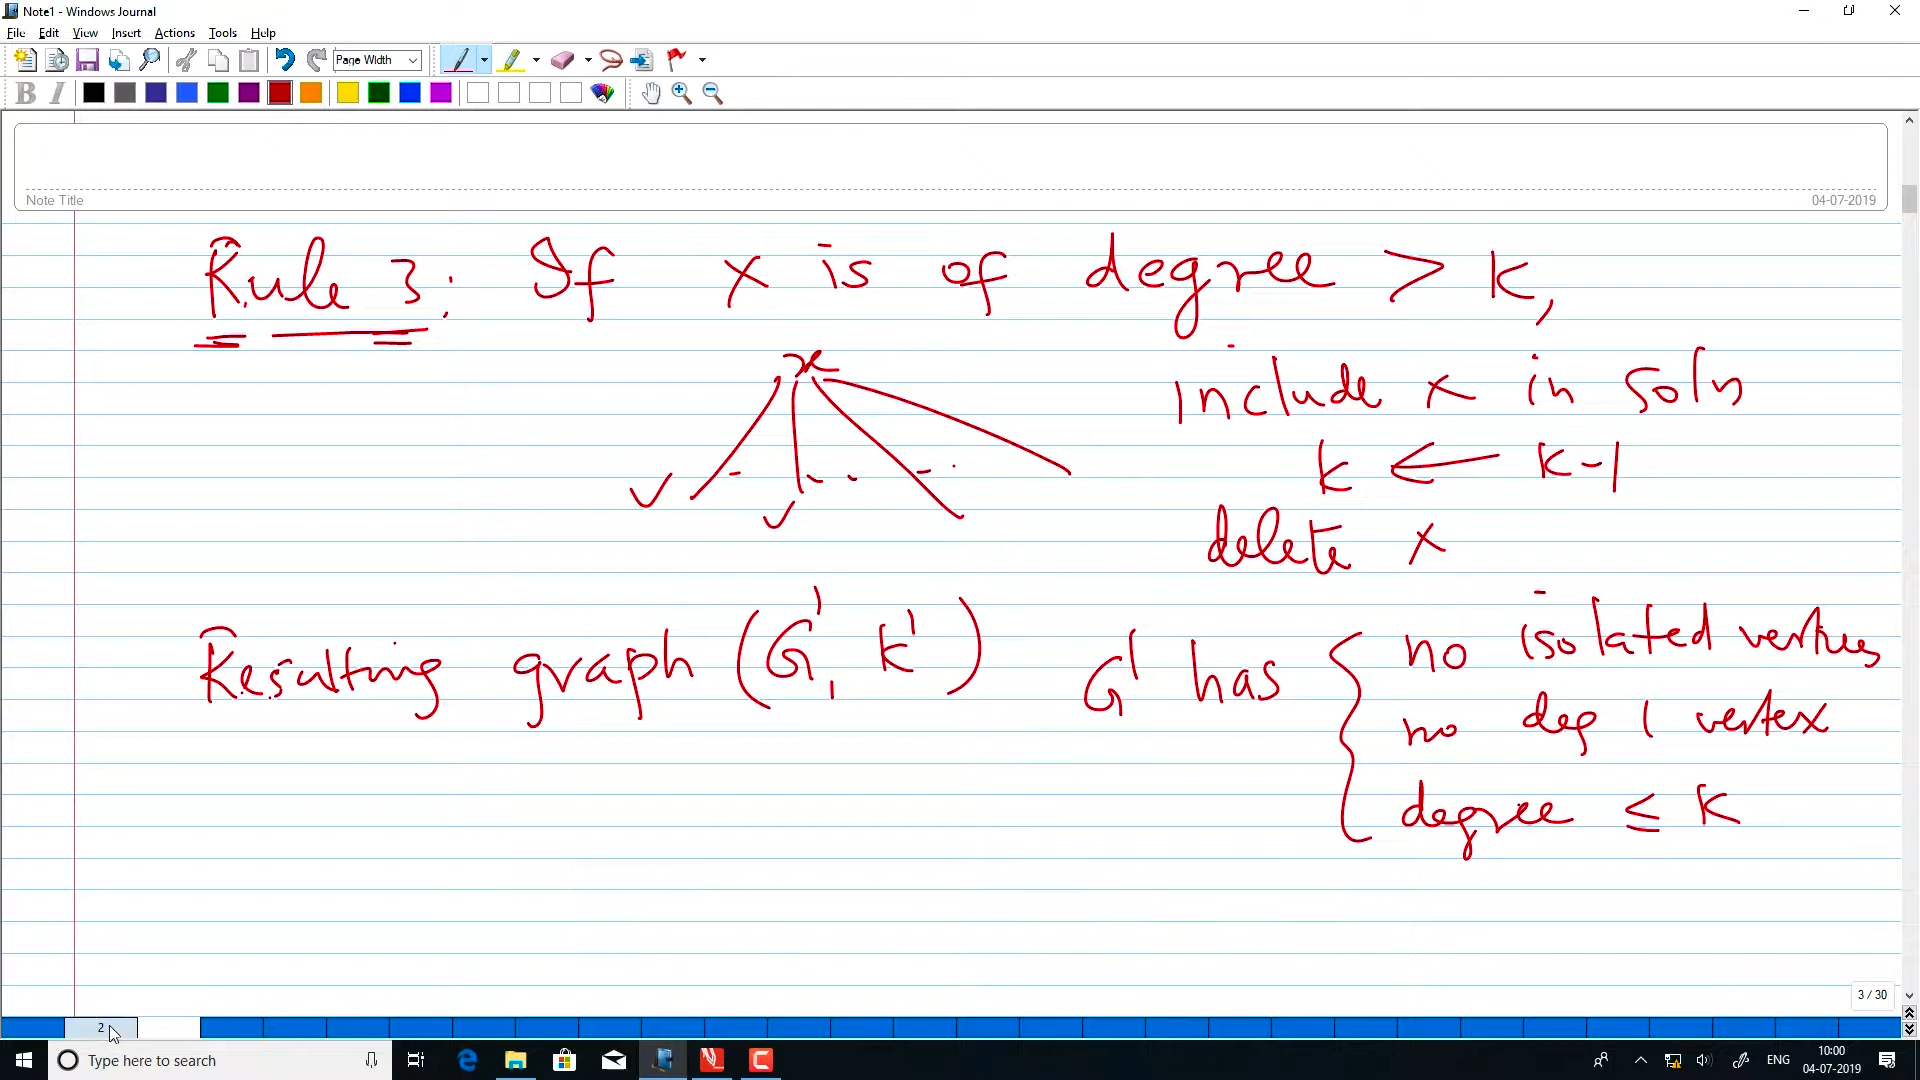 Note1 - Windows Journal
File Edit View Insert Actions Tools Help
Page Width
B I
Note Title
04-07-2019
Rule 3: If x is of degree > k,
x
include x in soln
k ← k-1
delete x
Resulting graph (G', k') G' has
no isolated vertices
no deg 1 vertex
degree ≤ k
3 / 30
2
Type here to search
ENG
10:00
04-07-2019